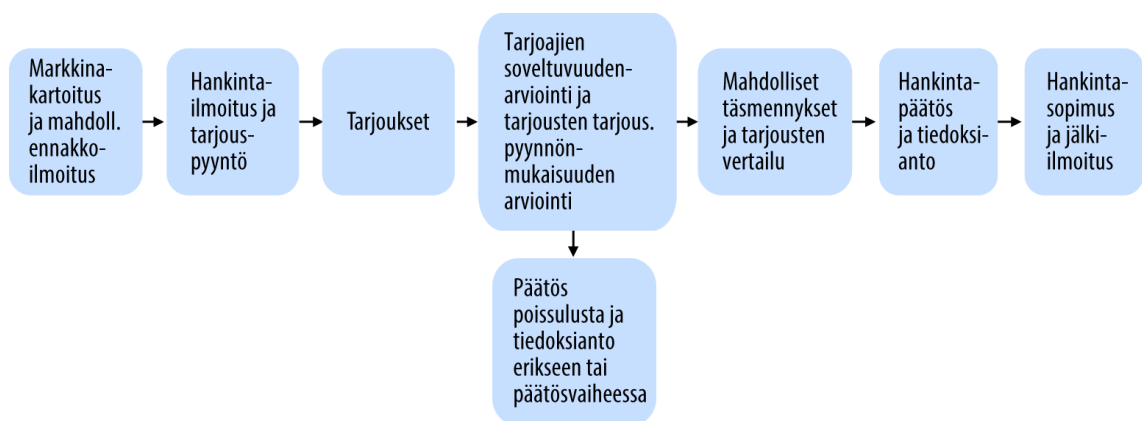 Markkina-
kartoitus
ja mahdoll.
ennakko-
ilmoitus
Hankinta-
ilmoitus ja
tarjous-
pyyntö
Tarjoukset
Tarjoajien
soveltuvuuden-
arviointi ja
tarjousten tarjous.
pyynnön-
mukaisuuden
arviointi
Mahdolliset
täsmennykset
ja tarjousten
vertailu
Hankinta-
päätös
ja tiedoksi-
anto
Hankinta-
sopimus
ja jälki-
ilmoitus
Päätös
poissulusta ja
tiedoksianto
erikseen tai
päätösvaiheessa